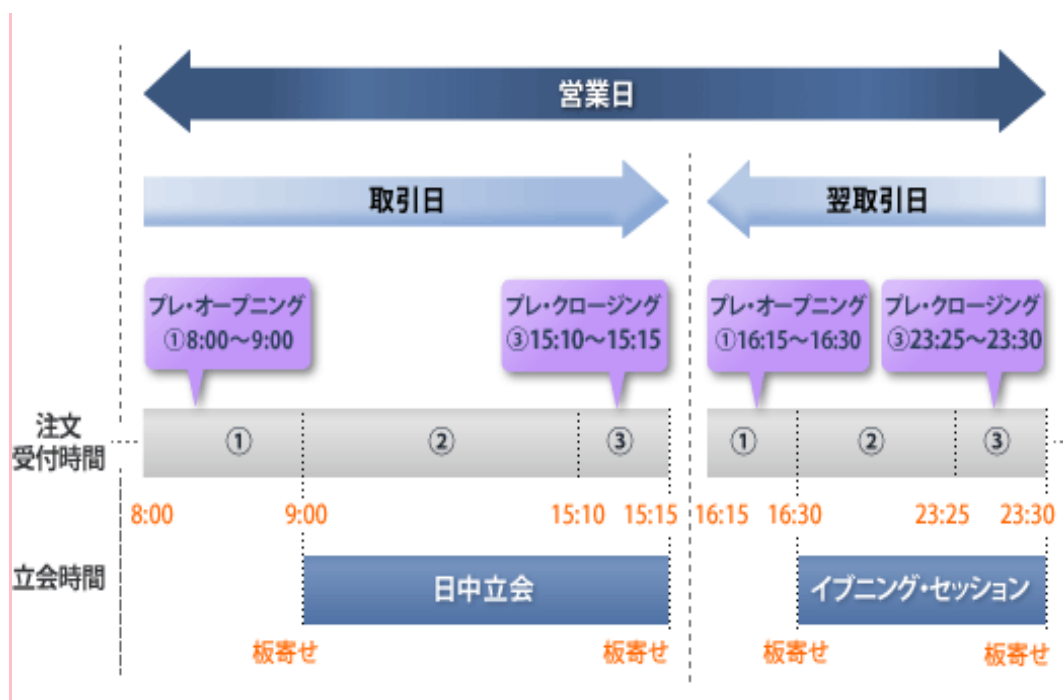 営業日
取引日
翌取引日
プレ・オープニング
①8:00～9:00
プレ・クロージング
③15:10～15:15
プレ・オープニング
①16:15～16:30
プレ・クロージング
③23:25～23:30
注文
受付時間
①
②
③
①
②
③
8:00
9:00
15:10
15:15
16:15
16:30
23:25
23:30
立会時間
日中立会
イブニング・セッション
板寄せ
板寄せ
板寄せ
板寄せ